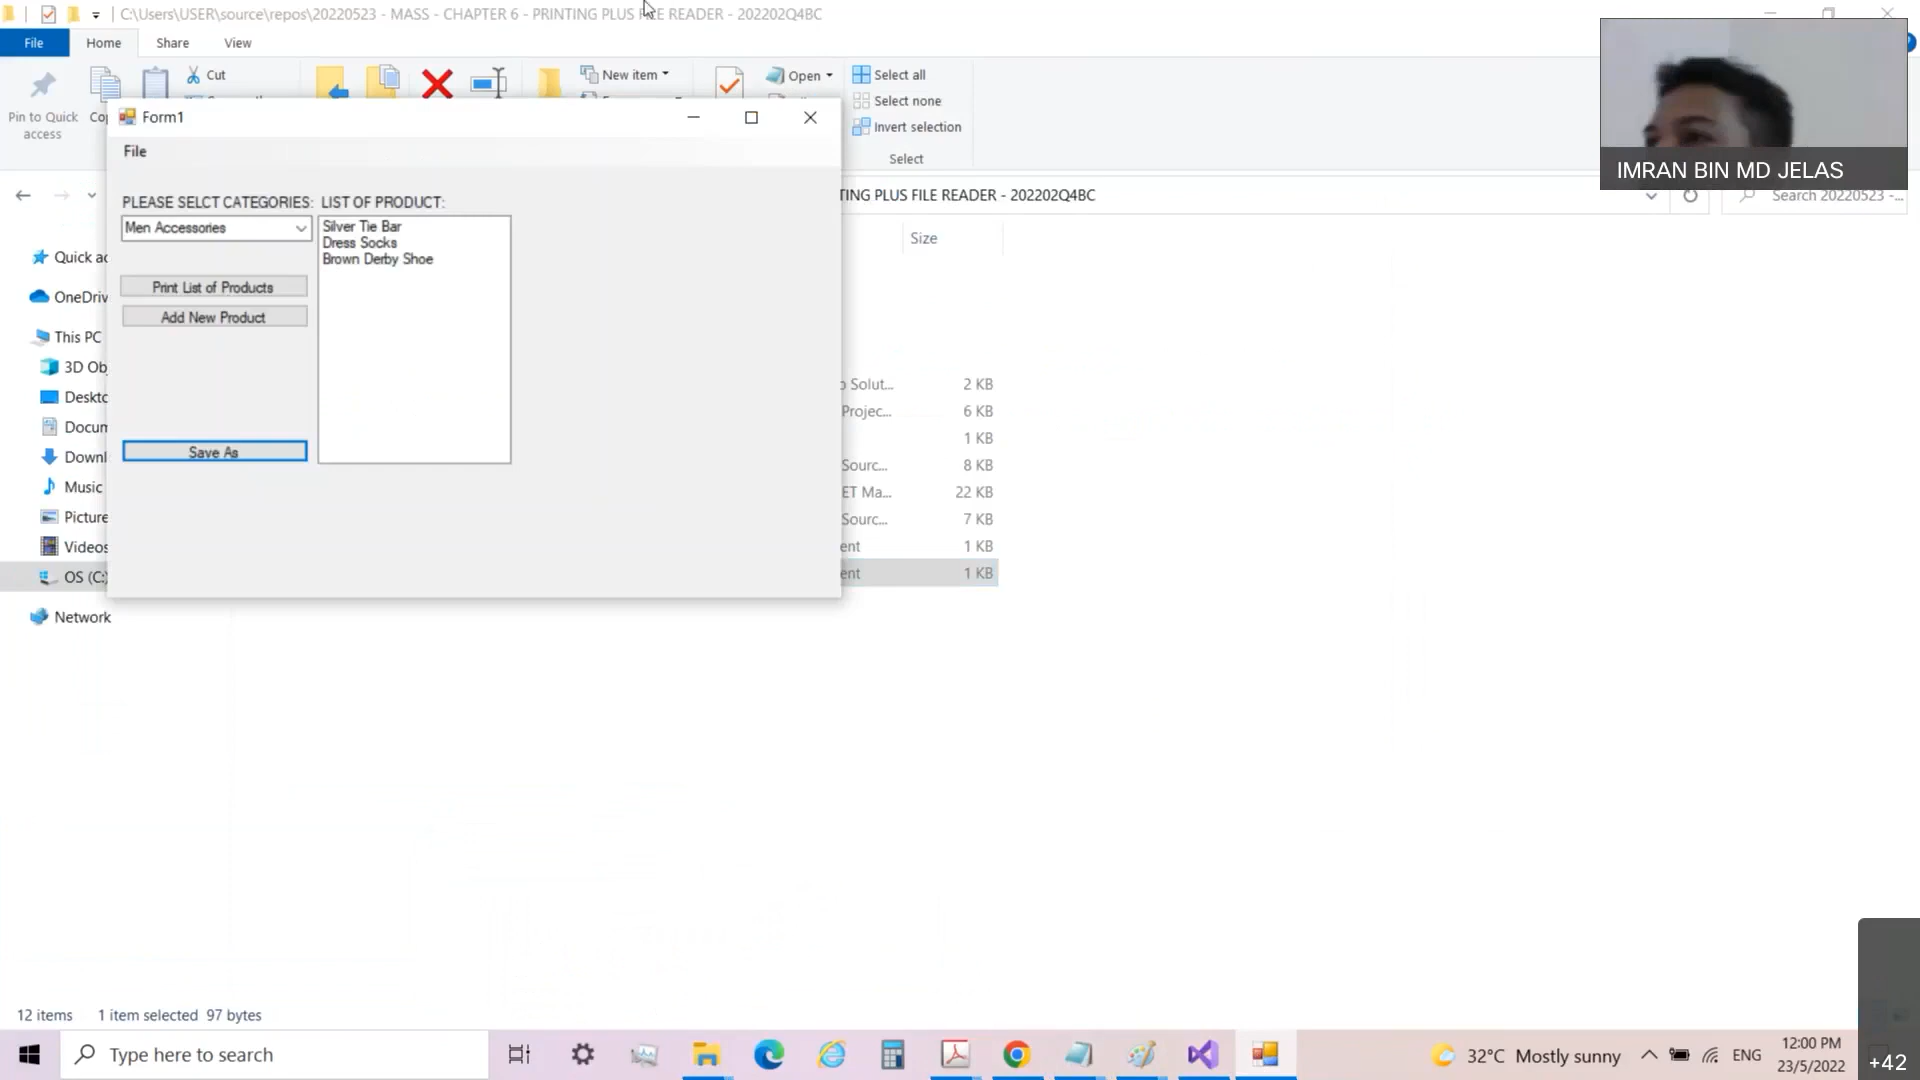 C:\Users\USER\source\repos\20220523 - MASS - CHAPTER 6 - PRINTING PLUS FILE READER - 202202Q4BC
File
Home
Share
View
Pin to Quick
access
Cut
New item
Open
Select all
Select none
Invert selection
Select
IMRAN BIN MD JELAS
Form1
File
PLEASE SELCT CATEGORIES:
LIST OF PRODUCT:
Men Accessories
Silver Tie Bar
Dress Socks
Brown Derby Shoe
Print List of Products
Add New Product
Save As
TING PLUS FILE READER - 202202Q4BC
Search 20220523 -...
Size
Quick ac
OneDriv
This PC
3D Obj
Deskto
Docum
Downl
Music
Picture
Videos
OS (C:)
Network
o Solut...
2 KB
Projec...
6 KB
1 KB
Sourc...
8 KB
ET Ma...
22 KB
Sourc...
7 KB
ent
1 KB
ent
1 KB
12 items
1 item selected
97 bytes
Type here to search
32°C Mostly sunny
ENG
12:00 PM
23/5/2022
+42